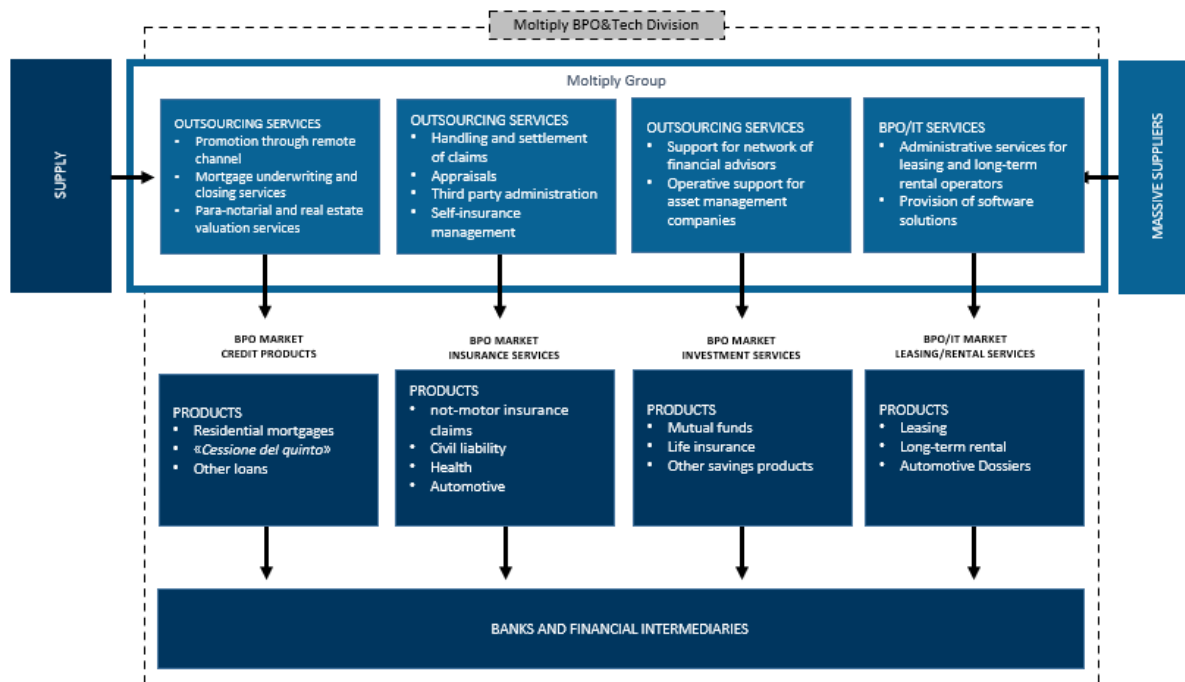 Moltiply BPO&Tech Division
Moltiply Group
SUPPLY
OUTSOURCING SERVICES
• Promotion through remote
channel
• Mortgage underwriting and
closing services
• Para-notarial and real estate
valuation services
OUTSOURCING SERVICES
• Handling and settlement
of claims
• Appraisals
• Third party administration
• Self-insurance
management
OUTSOURCING SERVICES
• Support for network of
financial advisors
• Operative support for
asset management
companies
BPO/IT SERVICES
• Administrative services for
leasing and long-term
rental operators
• Provision of software
solutions
MASSIVE SUPPLIERS
BPO MARKET
CREDIT PRODUCTS
BPO MARKET
INSURANCE SERVICES
BPO MARKET
INVESTMENT SERVICES
BPO/IT MARKET
LEASING/RENTAL SERVICES
PRODUCTS
• Residential mortgages
• «Cessione del quinto»
• Other loans
PRODUCTS
• not-motor insurance
claims
• Civil liability
• Health
• Automotive
PRODUCTS
• Mutual funds
• Life insurance
• Other savings products
PRODUCTS
• Leasing
• Long-term rental
• Automotive Dossiers
BANKS AND FINANCIAL INTERMEDIARIES